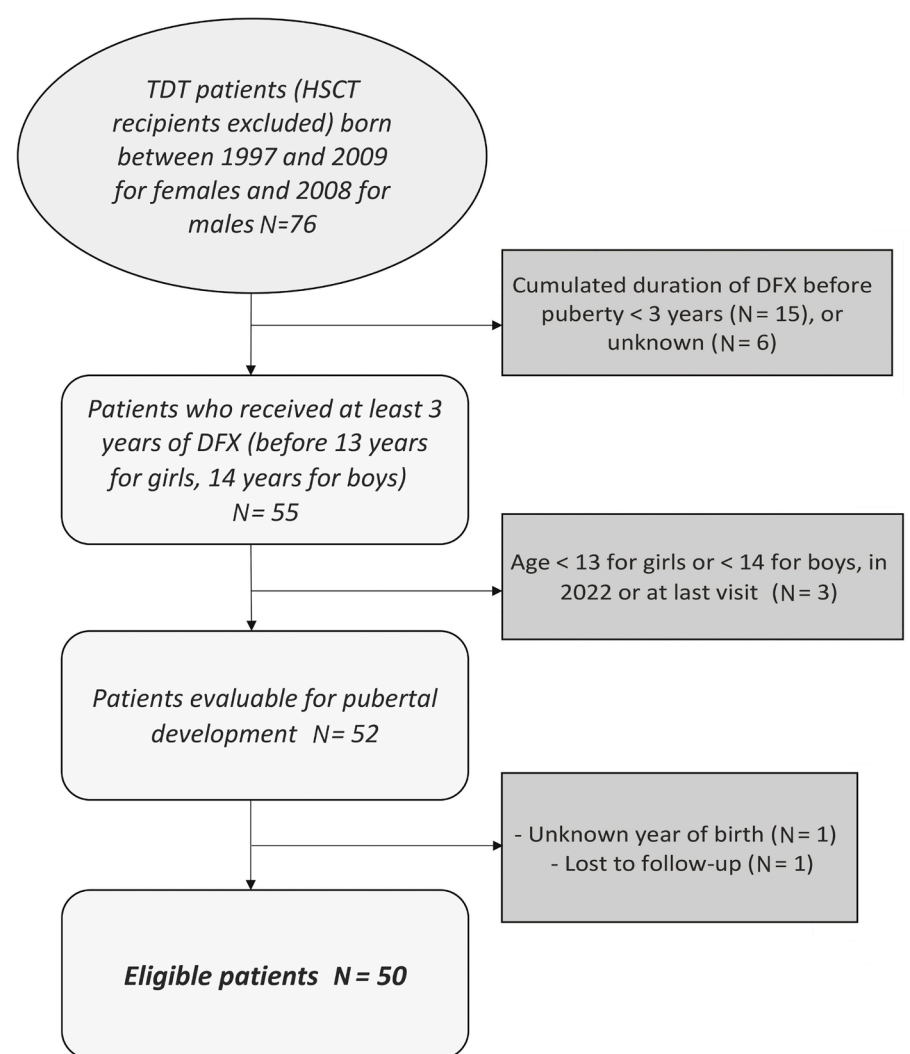 TDT patients (HSCT
recipients excluded) born
between 1997 and 2009
for females and 2008 for
males N=76
Cumulated duration of DFX before
puberty < 3 years (N= 15), or
unknown (N= 6)
Patients who received at least 3
years of DFX (before 13 years
for girls, 14 years for boys)
N= 55
Age < 13 for girls or < 14 for boys, in
2022 or at last visit (N= 3)
Patients evaluable for pubertal
development N= 52
- Unknown year of birth (N= 1)
- Lost to follow-up (N= 1)
Eligible patients N= 50